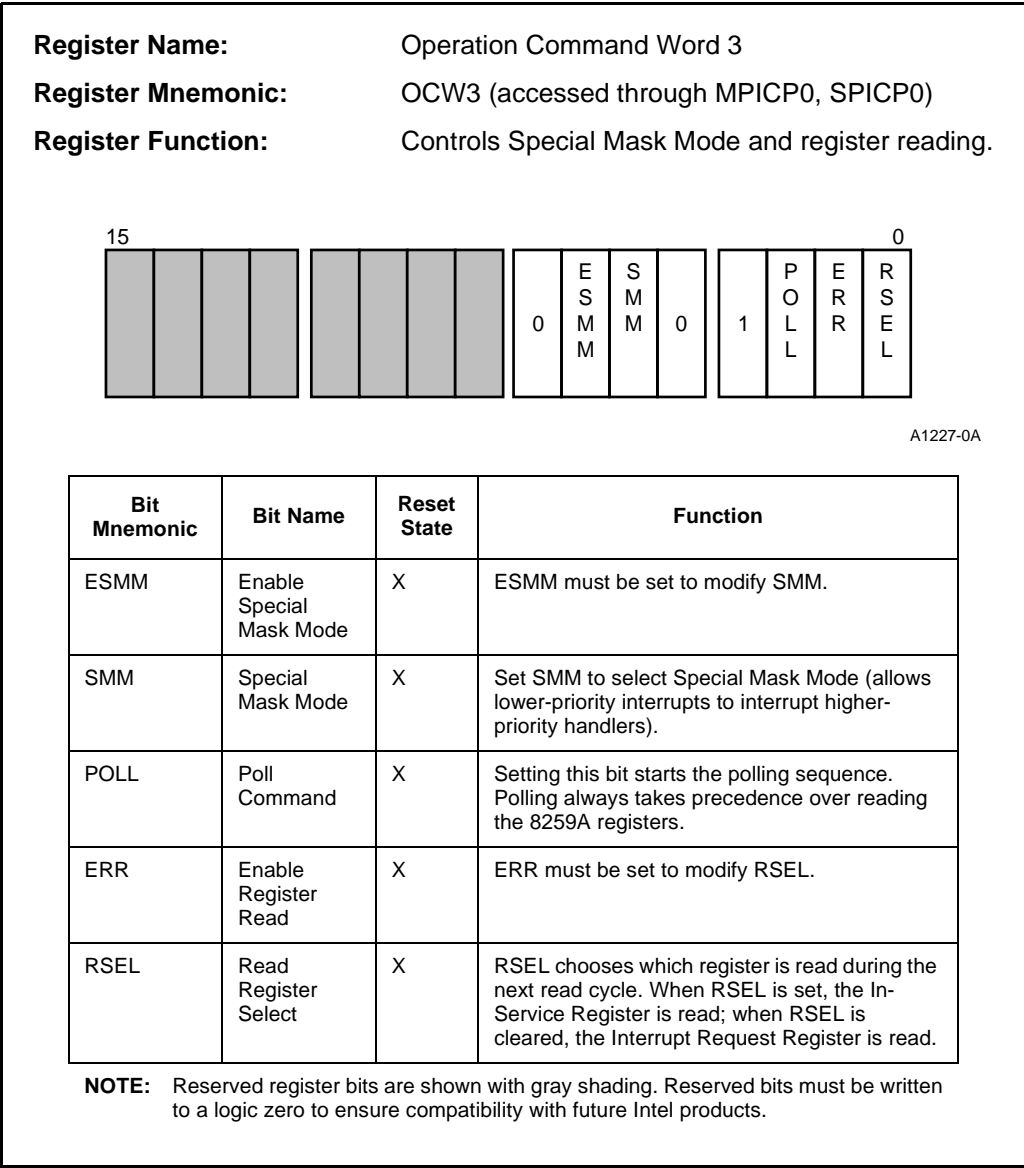 Register Name: Operation Command Word 3
Register Mnemonic: OCW3 (accessed through MPICP0, SPICP0)
Register Function: Controls Special Mask Mode and register reading.
15 0
0 ESMM SMM 0 1 POLL ERR RSEL
A1227-0A
Bit Mnemonic Bit Name Reset State Function
ESMM Enable Special Mask Mode X ESMM must be set to modify SMM.
SMM Special Mask Mode X Set SMM to select Special Mask Mode (allows
lower-priority interrupts to interrupt higher-
priority handlers).
POLL Poll Command X Setting this bit starts the polling sequence.
Polling always takes precedence over reading
the 8259A registers.
ERR Enable Register Read X ERR must be set to modify RSEL.
RSEL Read Register Select X RSEL chooses which register is read during the
next read cycle. When RSEL is set, the In-
Service Register is read; when RSEL is
cleared, the Interrupt Request Register is read.
NOTE: Reserved register bits are shown with gray shading. Reserved bits must be written
to a logic zero to ensure compatibility with future Intel products.